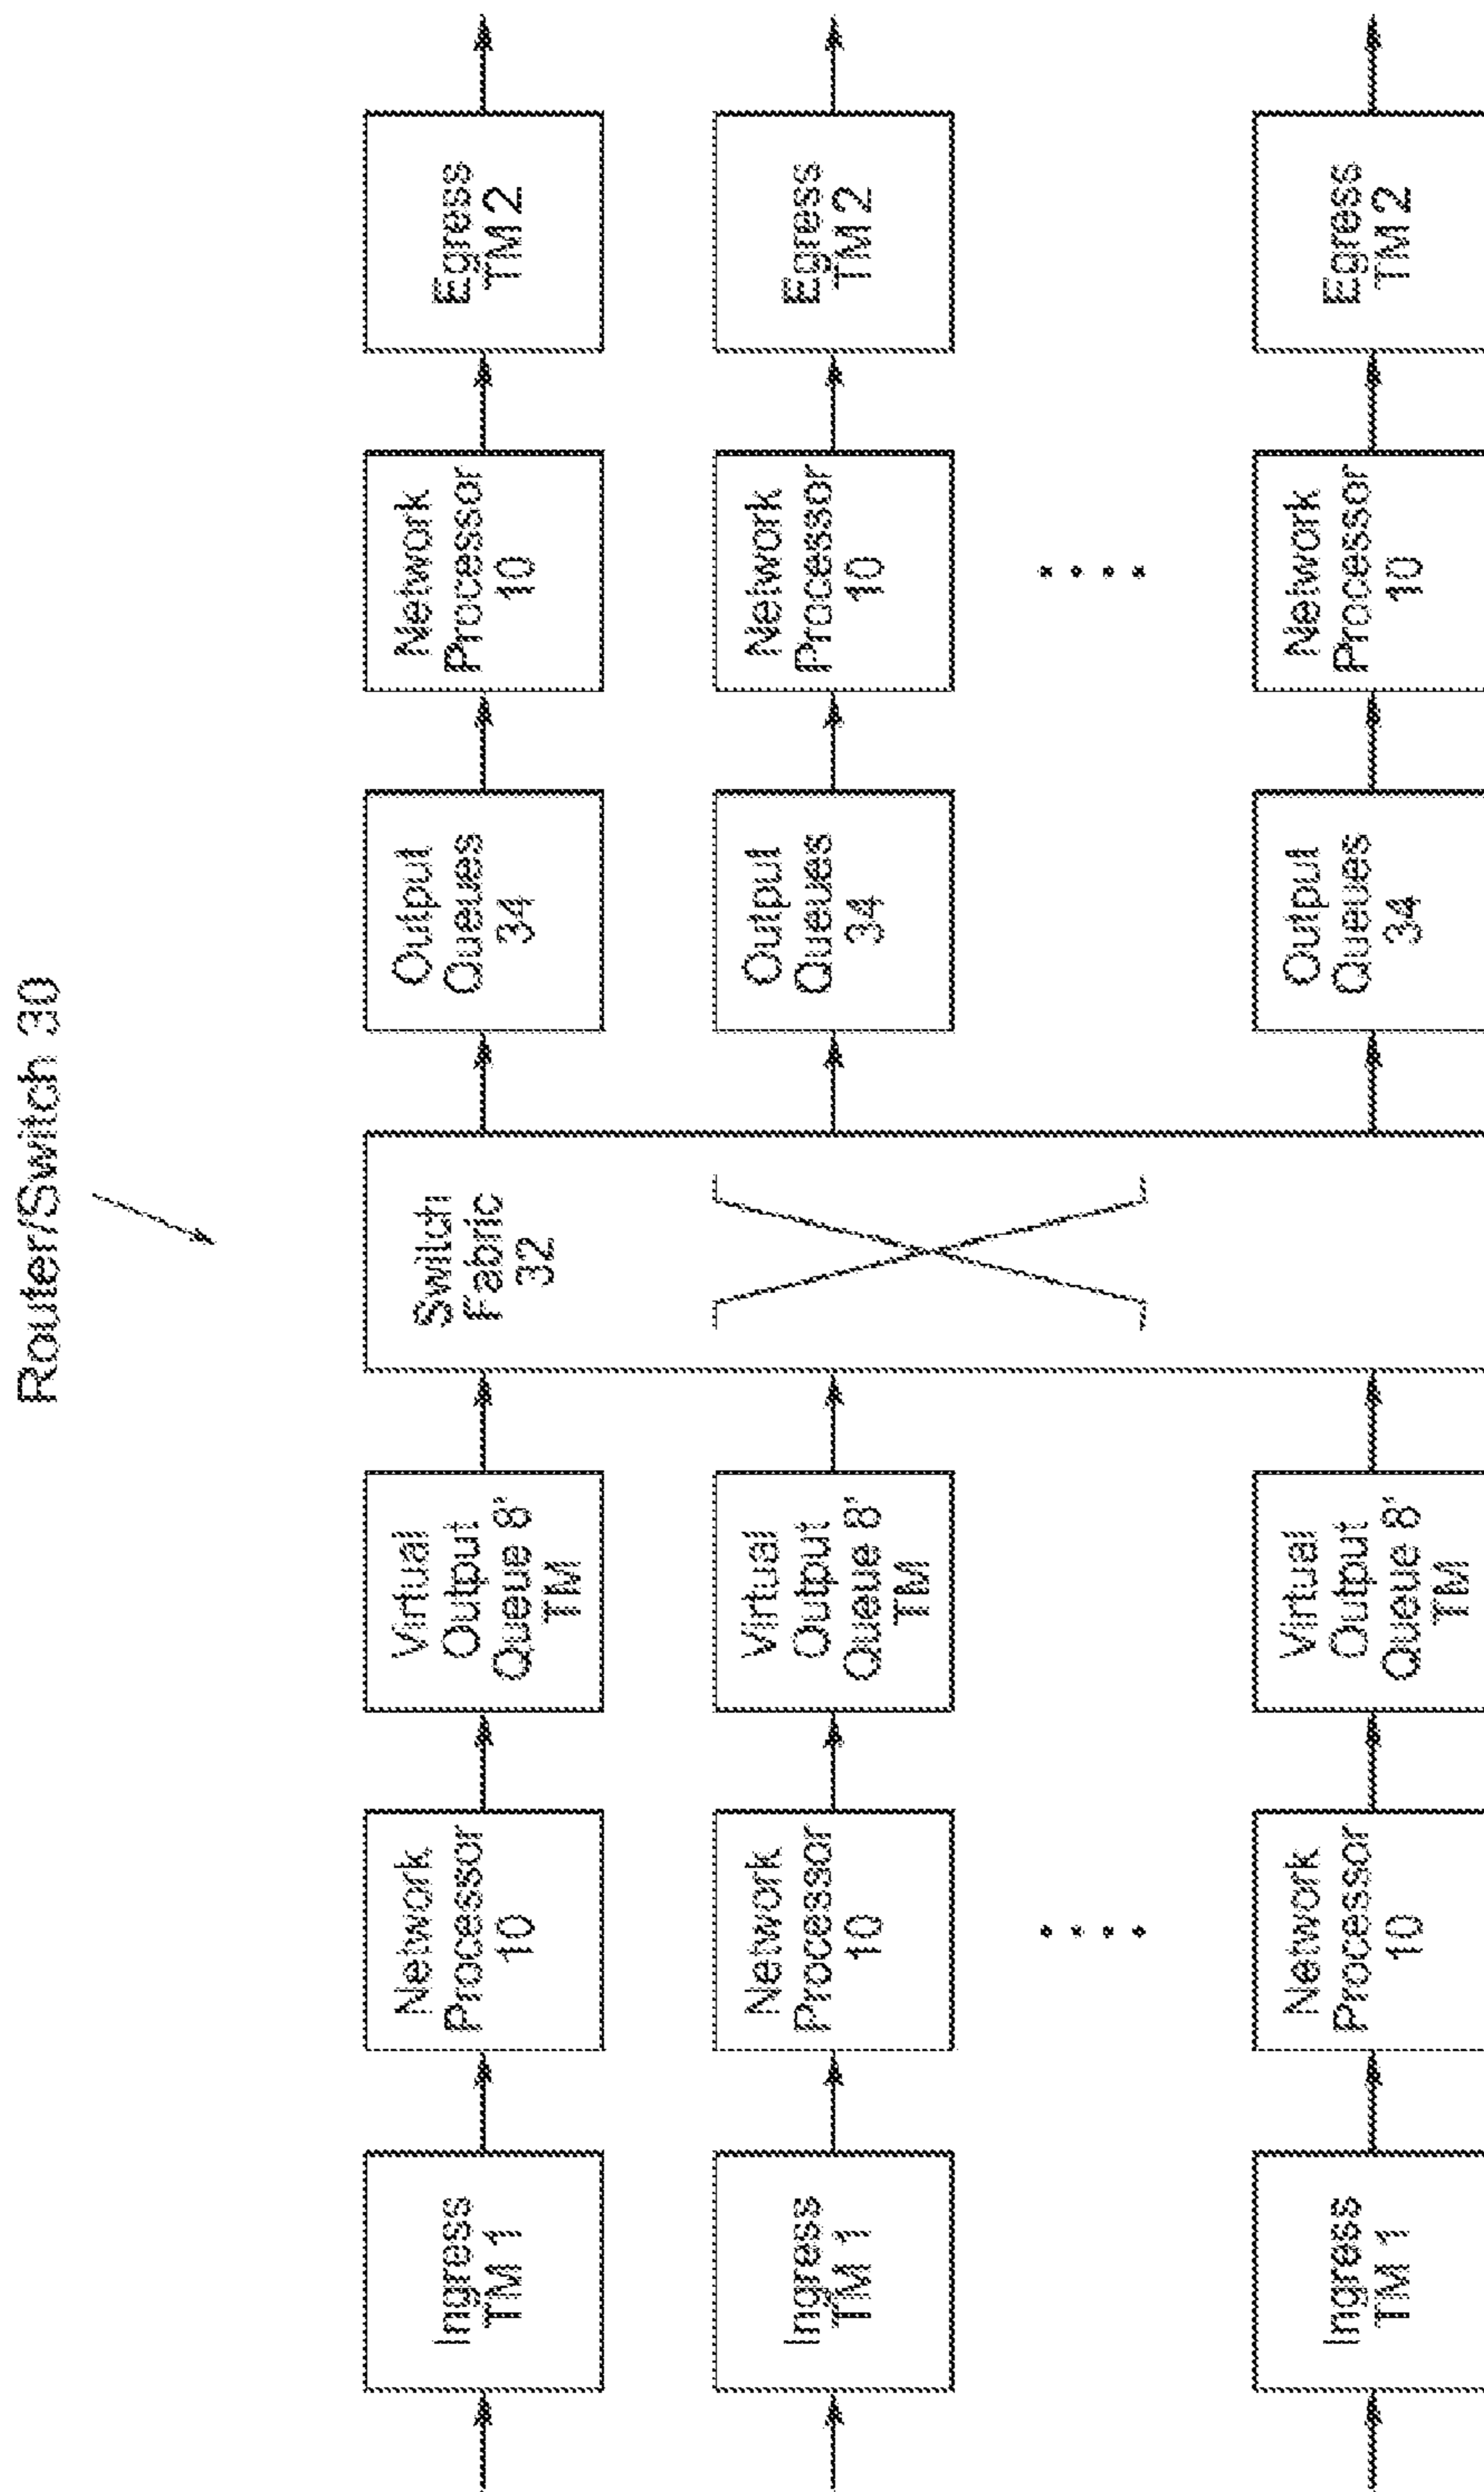 Router/Switch 30
Ingress
TM 1
Network
Processor
10
Virtual
Output
Queue 8'
TM
Switch
Fabric
32
Output
Queues
34
Network
Processor
10
Egress
TM 2
Ingress
TM 1
Network
Processor
10
Virtual
Output
Queue 8'
TM
Output
Queues
34
Network
Processor
10
Egress
TM 2
Ingress
TM 1
Network
Processor
10
Virtual
Output
Queue 8'
TM
Output
Queues
34
Network
Processor
10
Egress
TM 2